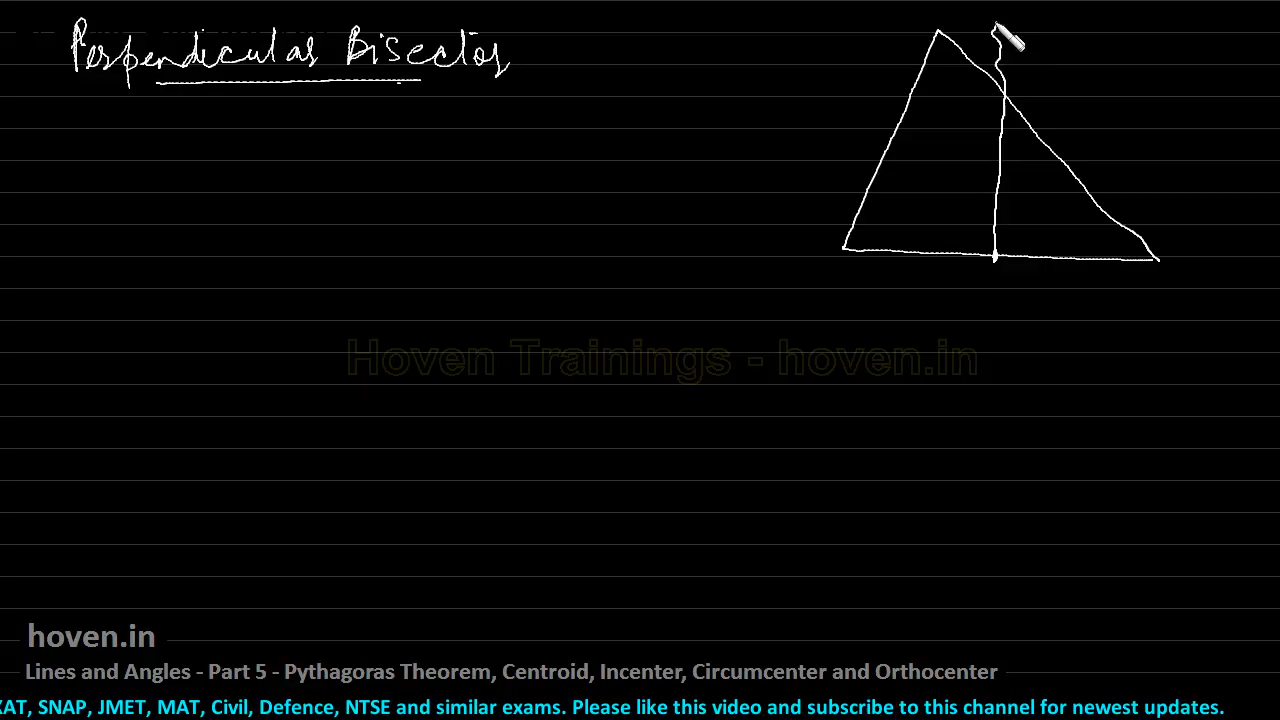 Perpendicular Bisector
Hoven Trainings - hoven.in
hoven.in
Lines and Angles - Part 5 - Pythagoras Theorem, Centroid, Incenter, Circumcenter and Orthocenter
XAT, SNAP, JMET, MAT, Civil, Defence, NTSE and similar exams. Please like this video and subscribe to this channel for newest updates.